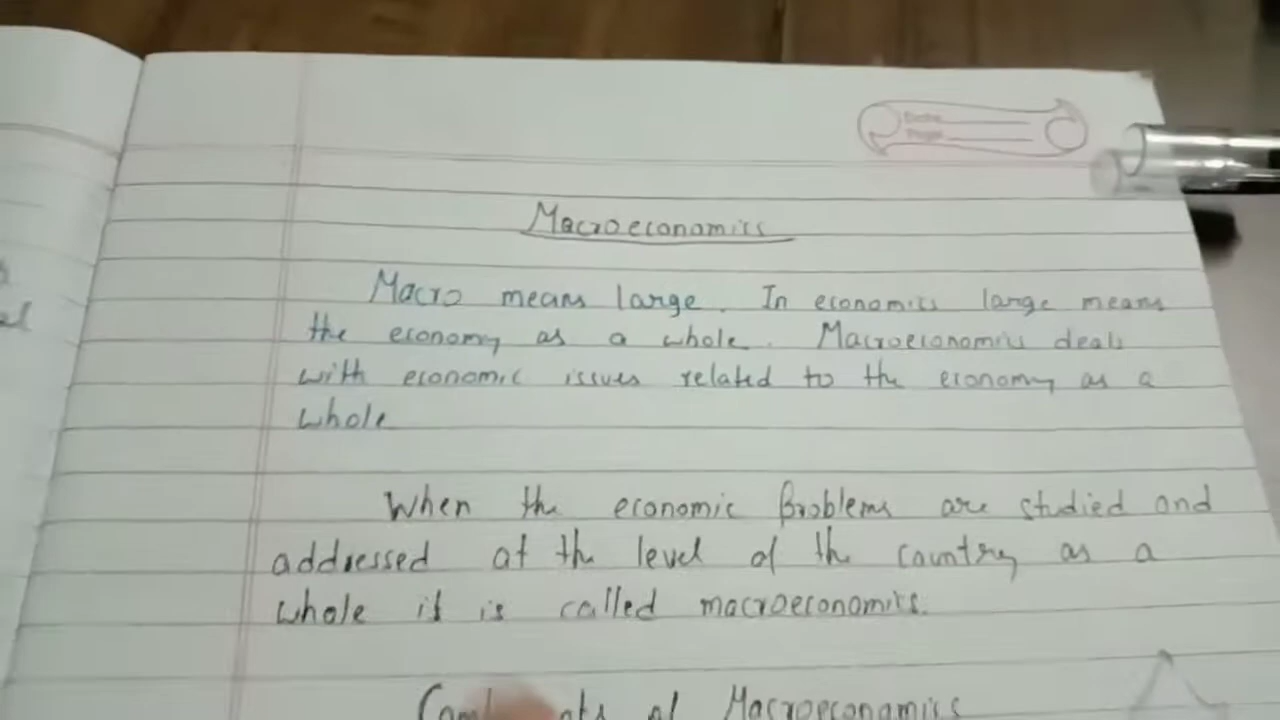 Date
Page
Macroeconomics
Macro means large. In economics large means
the economy as a whole. Macroeconomics deals
with economic issues related to the economy as a
whole
When the economic Problems are studied and
addressed at the level of the country as a
whole it is called macroeconomics.
of Macroeconomics